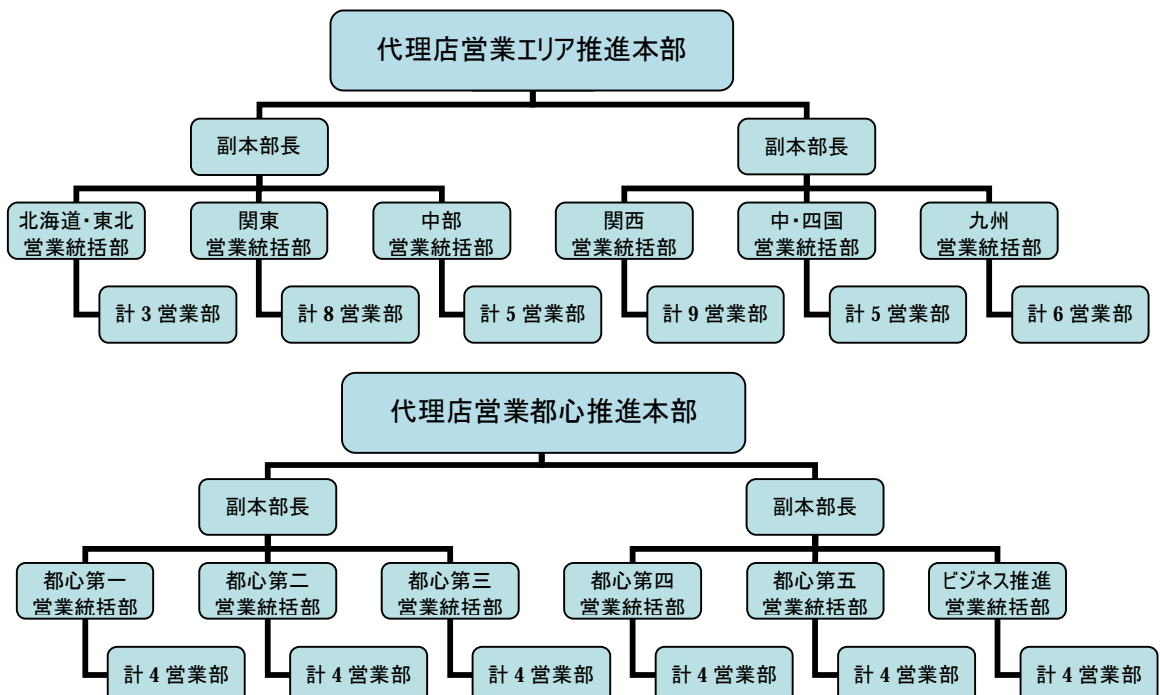 代理店営業エリア推進本部
副本部長
副本部長
北海道・東北
営業統括部
関東
営業統括部
中部
営業統括部
関西
営業統括部
中・四国
営業統括部
九州
営業統括部
計 3 営業部
計 8 営業部
計 5 営業部
計 9 営業部
計 5 営業部
計 6 営業部
代理店営業都心推進本部
副本部長
副本部長
都心第一
営業統括部
都心第二
営業統括部
都心第三
営業統括部
都心第四
営業統括部
都心第五
営業統括部
ビジネス推進
営業統括部
計 4 営業部
計 4 営業部
計 4 営業部
計 4 営業部
計 4 営業部
計 4 営業部